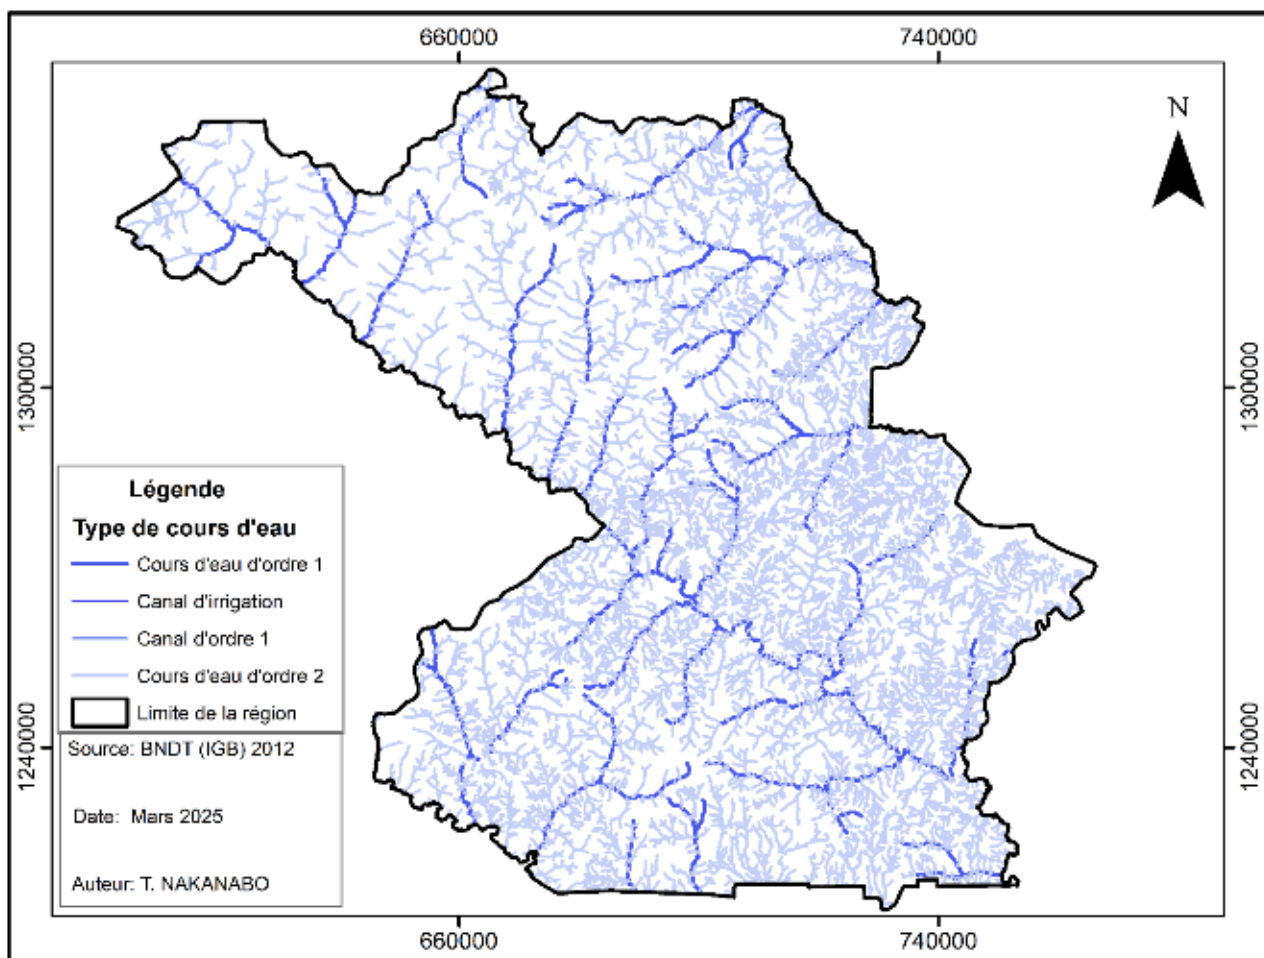 660000
740000
N
1300000
1300000
Légende
Type de cours d'eau
Cours d'eau d'ordre 1
Canal d'irrigation
Canal d'ordre 1
Cours d'eau d'ordre 2
Limite de la région
1240000
1240000
Source: BNDT (IGB) 2012
Date: Mars 2025
Auteur: T. NAKANABO
660000
740000